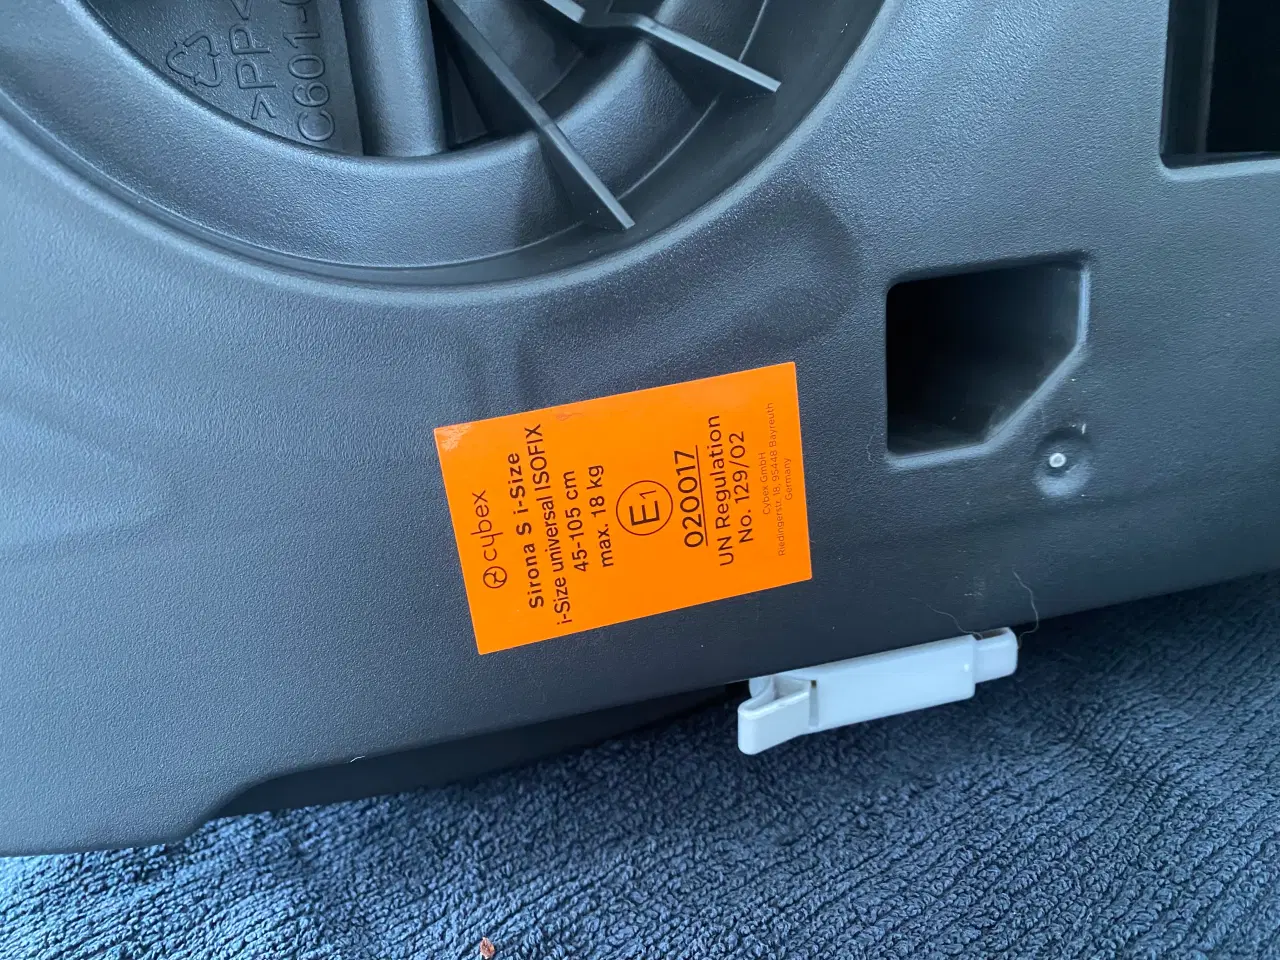 cybex
Sirona S i-Size
i-Size universal ISOFIX
45-105 cm
max. 18 kg
E1
020017
UN Regulation
No. 129/02
Cybex GmbH
Riedingerstr. 18, 95448 Bayreuth
Germany
>PP<
C601-